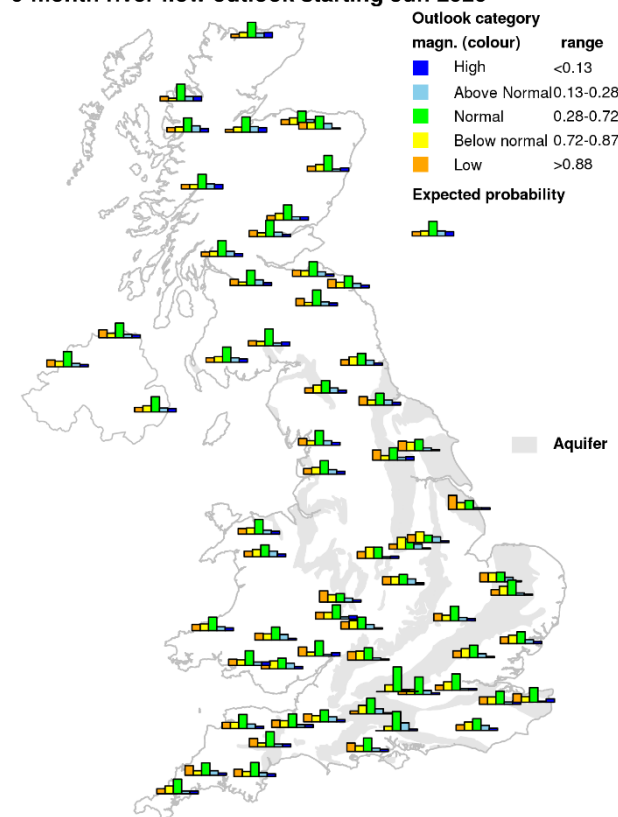 Outlook category
magn. (colour) range
High <0.13
Above Normal 0.13-0.28
Normal 0.28-0.72
Below normal 0.72-0.87
Low >0.88
Expected probability
Aquifer